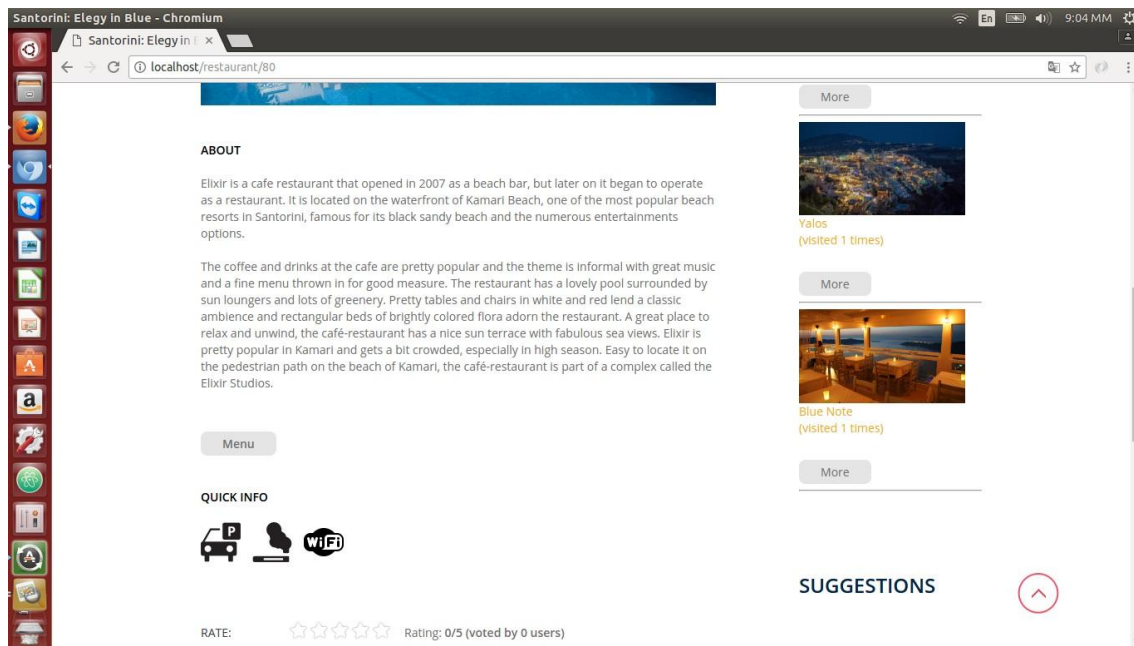 Santorini: Elegy in Blue - Chromium
En
9:04 MM
Santorini: Elegy in
localhost/restaurant/80
ABOUT
Elixir is a cafe restaurant that opened in 2007 as a beach bar, but later on it began to operate
as a restaurant. It is located on the waterfront of Kamari Beach, one of the most popular beach
resorts in Santorini, famous for its black sandy beach and the numerous entertainments
options.
The coffee and drinks at the cafe are pretty popular and the theme is informal with great music
and a fine menu thrown in for good measure. The restaurant has a lovely pool surrounded by
sun loungers and lots of greenery. Pretty tables and chairs in white and red lend a classic
ambience and rectangular beds of brightly colored flora adorn the restaurant. A great place to
relax and unwind, the café-restaurant has a nice sun terrace with fabulous sea views. Elixir is
pretty popular in Kamari and gets a bit crowded, especially in high season. Easy to locate it on
the pedestrian path on the beach of Kamari, the café-restaurant is part of a complex called the
Elixir Studios.
Menu
QUICK INFO
P
WiFi
RATE:
Rating: 0/5 (voted by 0 users)
More
Yalos
(visited 1 times)
More
Blue Note
(visited 1 times)
More
SUGGESTIONS